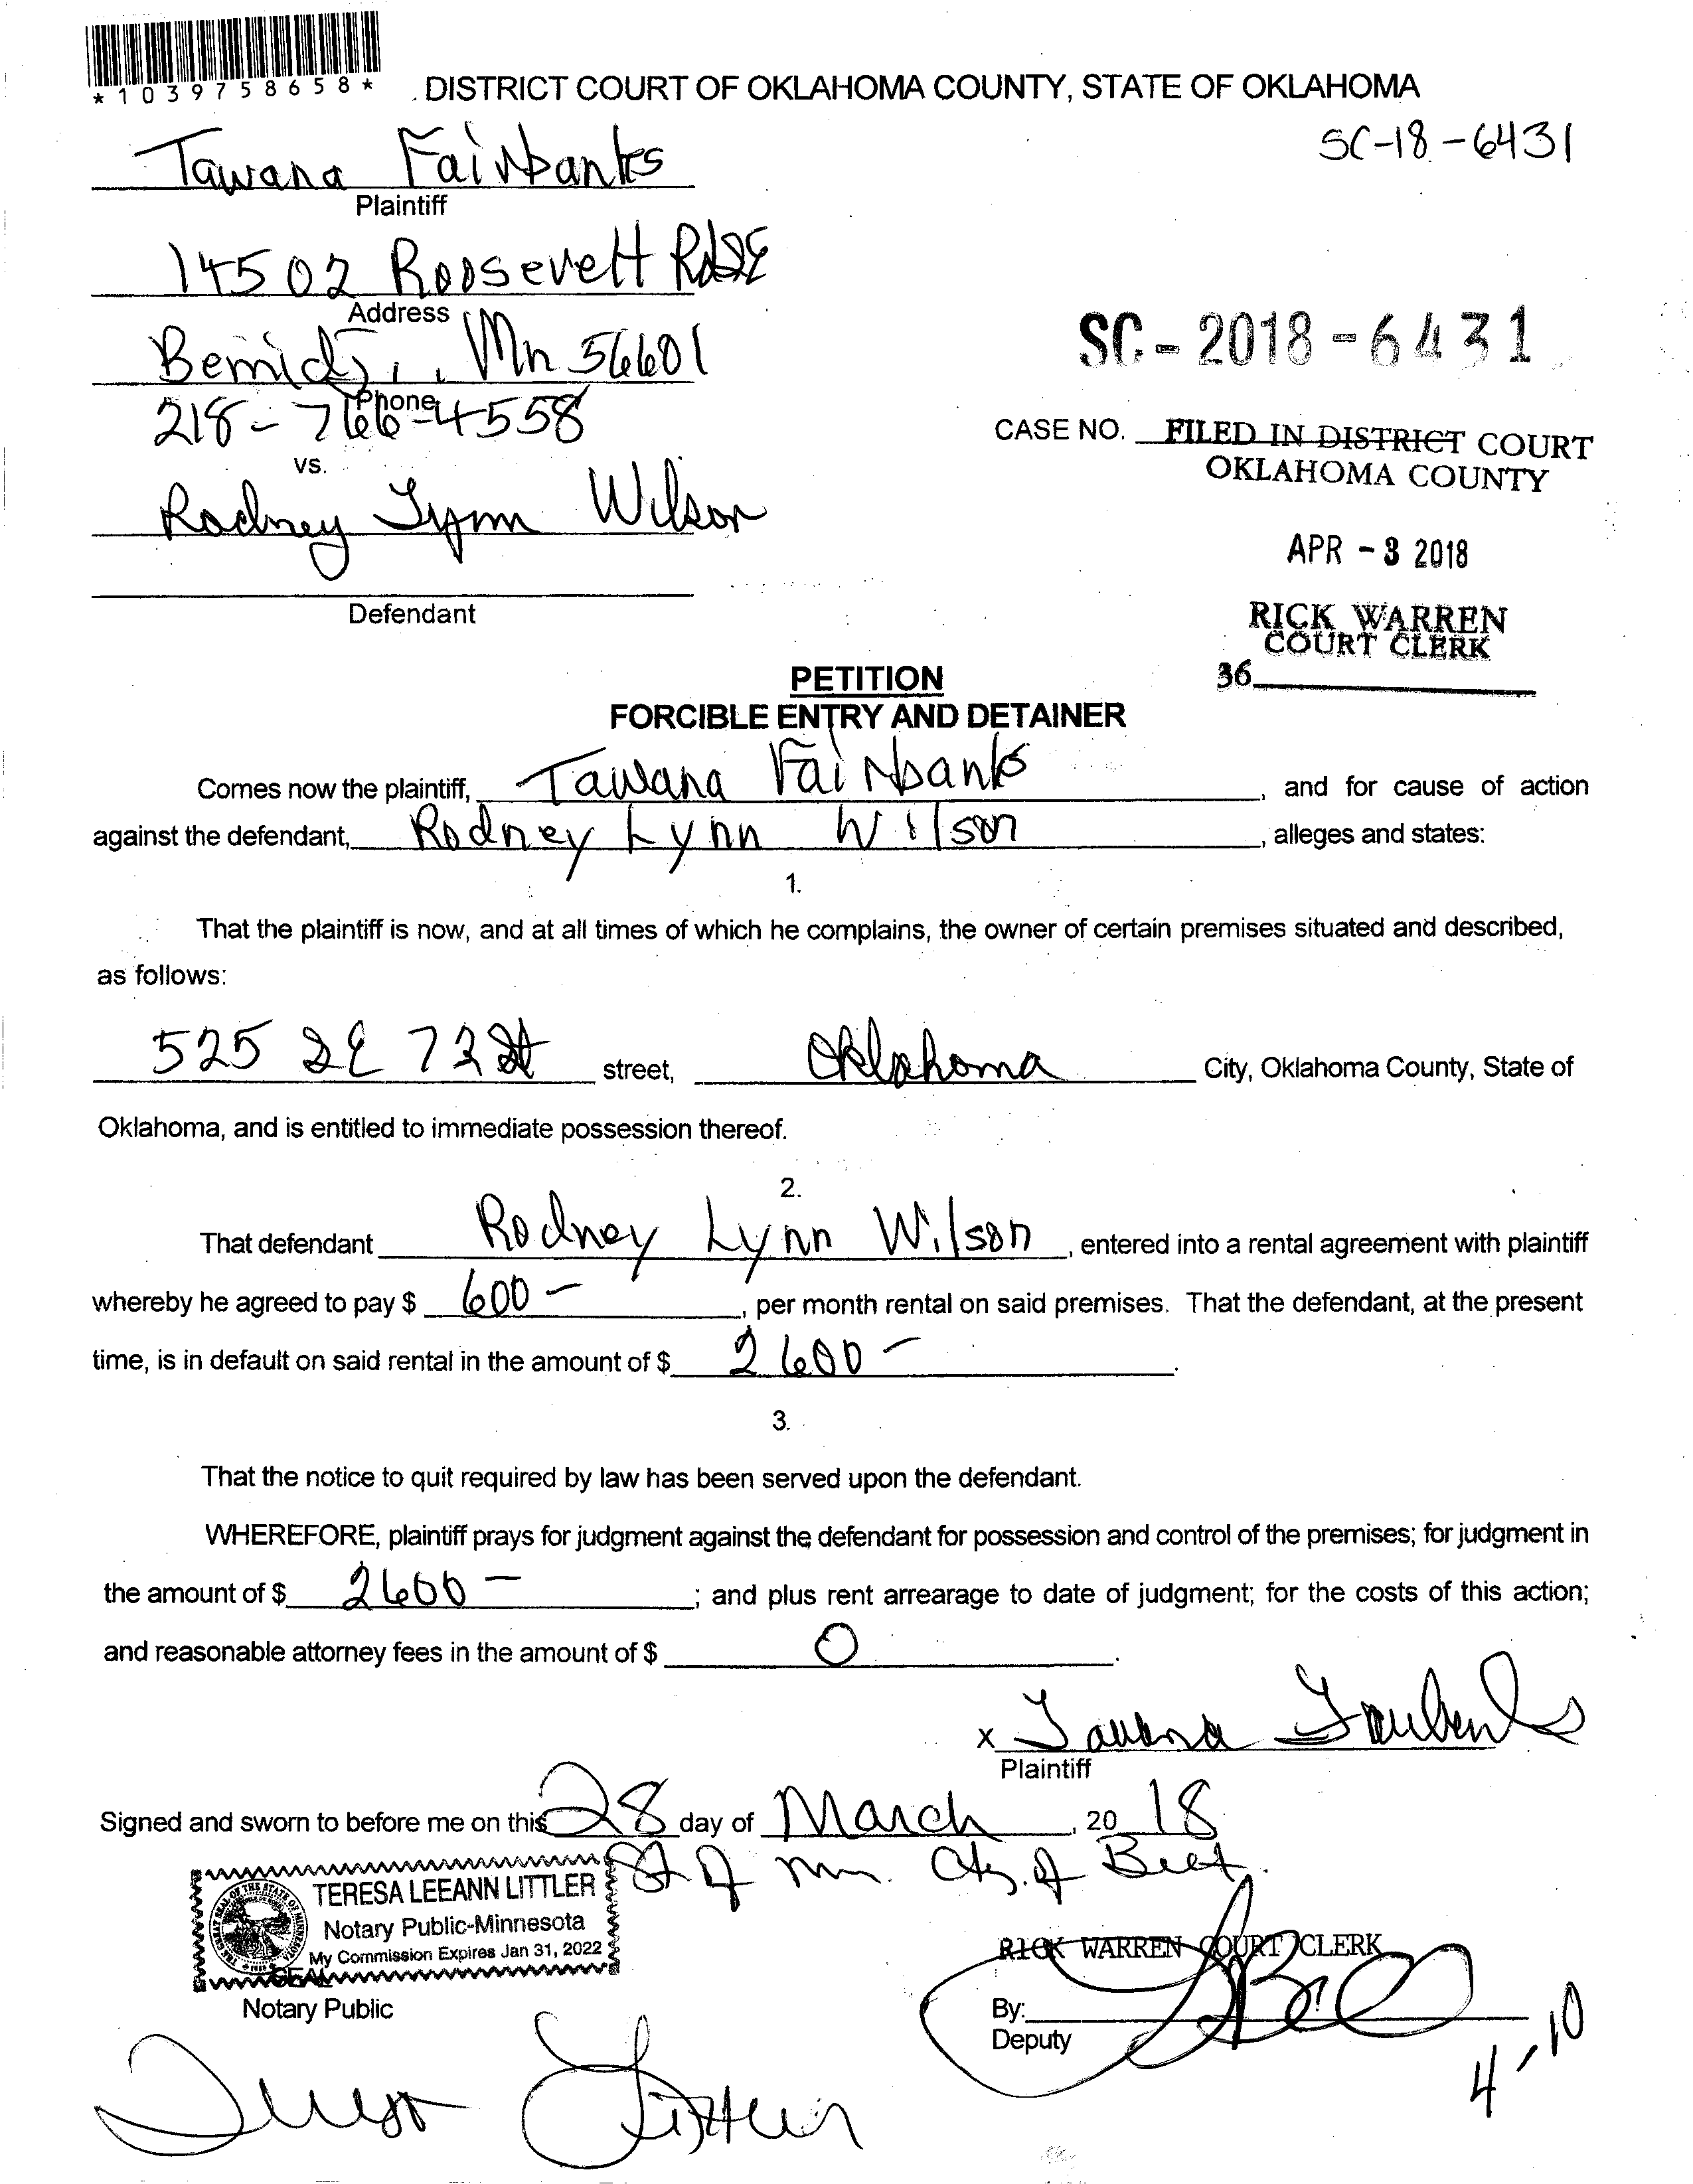 *1039758658*
DISTRICT COURT OF OKLAHOMA COUNTY, STATE OF OKLAHOMA
SC-18-6431
Tawana Fairbanks
Plaintiff
14502 Roosevelt Rd SE
Address
Bemidji, Mn 56601
Phone
218-766-4558
SC-2018-6431
CASE NO. FILED IN DISTRICT COURT
OKLAHOMA COUNTY
vs.
Rodney Lynn Wilson
APR -3 2018
Defendant
RICK WARREN
COURT CLERK
36
PETITION
FORCIBLE ENTRY AND DETAINER
Comes now the plaintiff, Tawana Fairbanks, and for cause of action
against the defendant, Rodney Lynn Wilson, alleges and states:
1.
That the plaintiff is now, and at all times of which he complains, the owner of certain premises situated and described,
as follows:
525 SE 72 St street, Oklahoma City, Oklahoma County, State of
Oklahoma, and is entitled to immediate possession thereof.
2.
That defendant Rodney Lynn Wilson, entered into a rental agreement with plaintiff
whereby he agreed to pay $ 600-, per month rental on said premises. That the defendant, at the present
time, is in default on said rental in the amount of $ 2600-.
3.
That the notice to quit required by law has been served upon the defendant.
WHEREFORE, plaintiff prays for judgment against the defendant for possession and control of the premises; for judgment in
the amount of $ 2600-; and plus rent arrearage to date of judgment; for the costs of this action;
and reasonable attorney fees in the amount of $ 0.
x Tawana Fairbanks
Plaintiff
Signed and sworn to before me on this 28 day of March, 20 18
St of mn. Cty. of Belt.
TERESA LEEANN LITTLER
Notary Public-Minnesota
My Commission Expires Jan 31, 2022
SEAL
Notary Public
RICK WARREN COURT CLERK
By:
Deputy
4-10